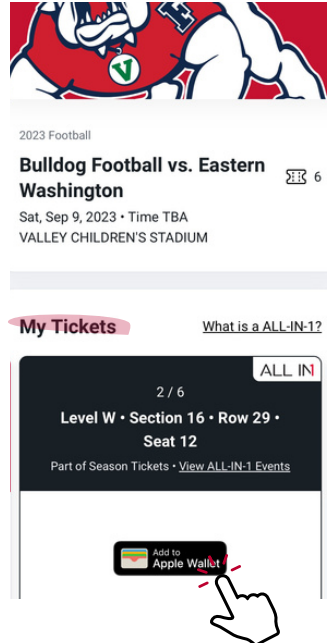 V
2023 Football
Bulldog Football vs. Eastern
Washington
6
Sat, Sep 9, 2023 • Time TBA
VALLEY CHILDREN'S STADIUM
My Tickets
What is a ALL-IN-1?
ALL IN1
2 / 6
Level W • Section 16 • Row 29 •
Seat 12
Part of Season Tickets • View ALL-IN-1 Events
Add to
Apple Wallet